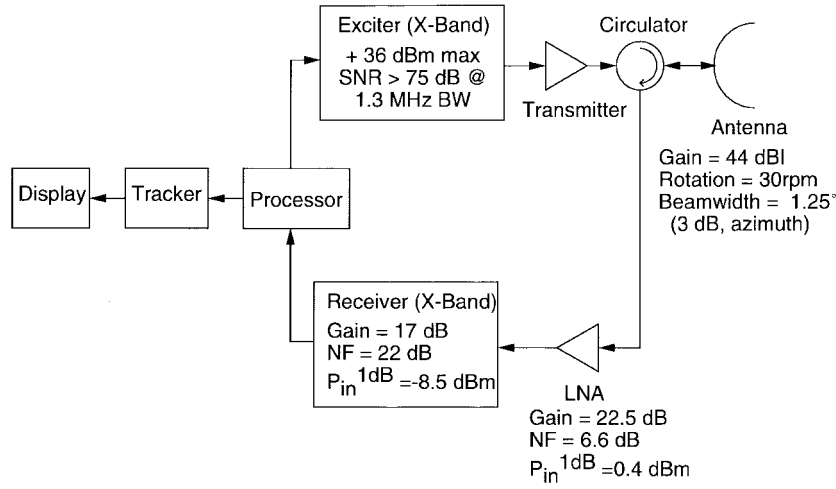 Exciter (X-Band)
+ 36 dBm max
SNR > 75 dB @
1.3 MHz BW
Circulator
Transmitter
Antenna
Gain = 44 dBI
Rotation = 30rpm
Beamwidth = 1.25°
(3 dB, azimuth)
Display
Tracker
Processor
Receiver (X-Band)
Gain = 17 dB
NF = 22 dB
Pin1dB =-8.5 dBm
LNA
Gain = 22.5 dB
NF = 6.6 dB
Pin1dB =0.4 dBm